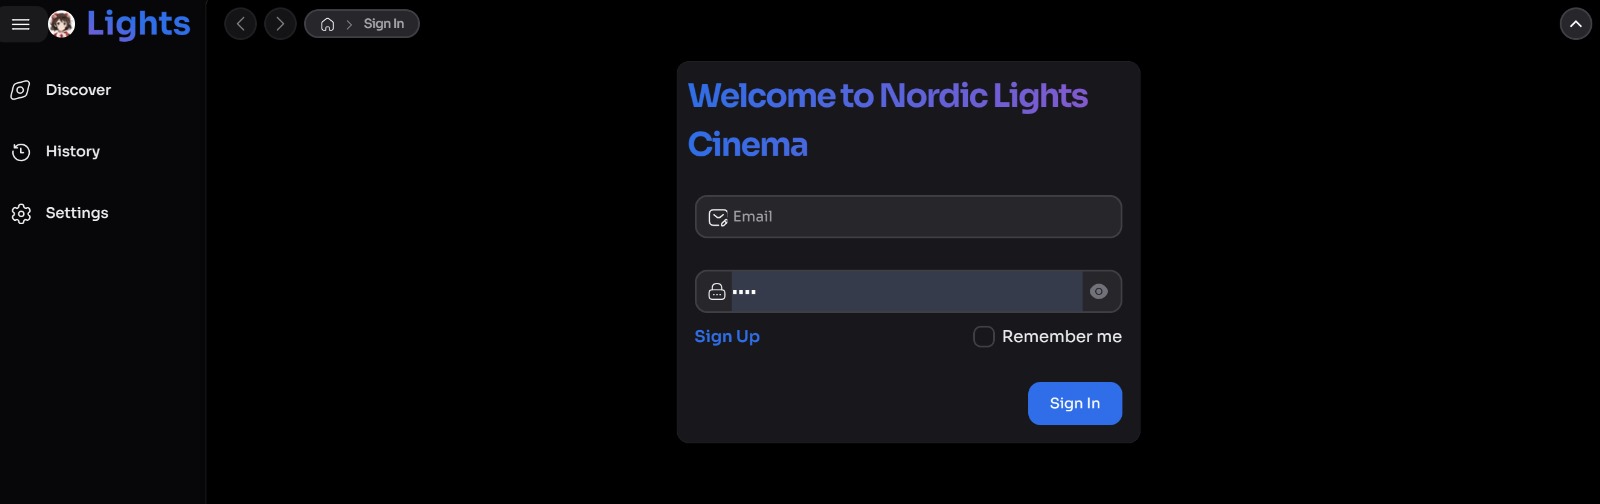 Lights
Sign In
Discover
History
Settings
Welcome to Nordic Lights
Cinema
Email
••••
Sign Up
Remember me
Sign In